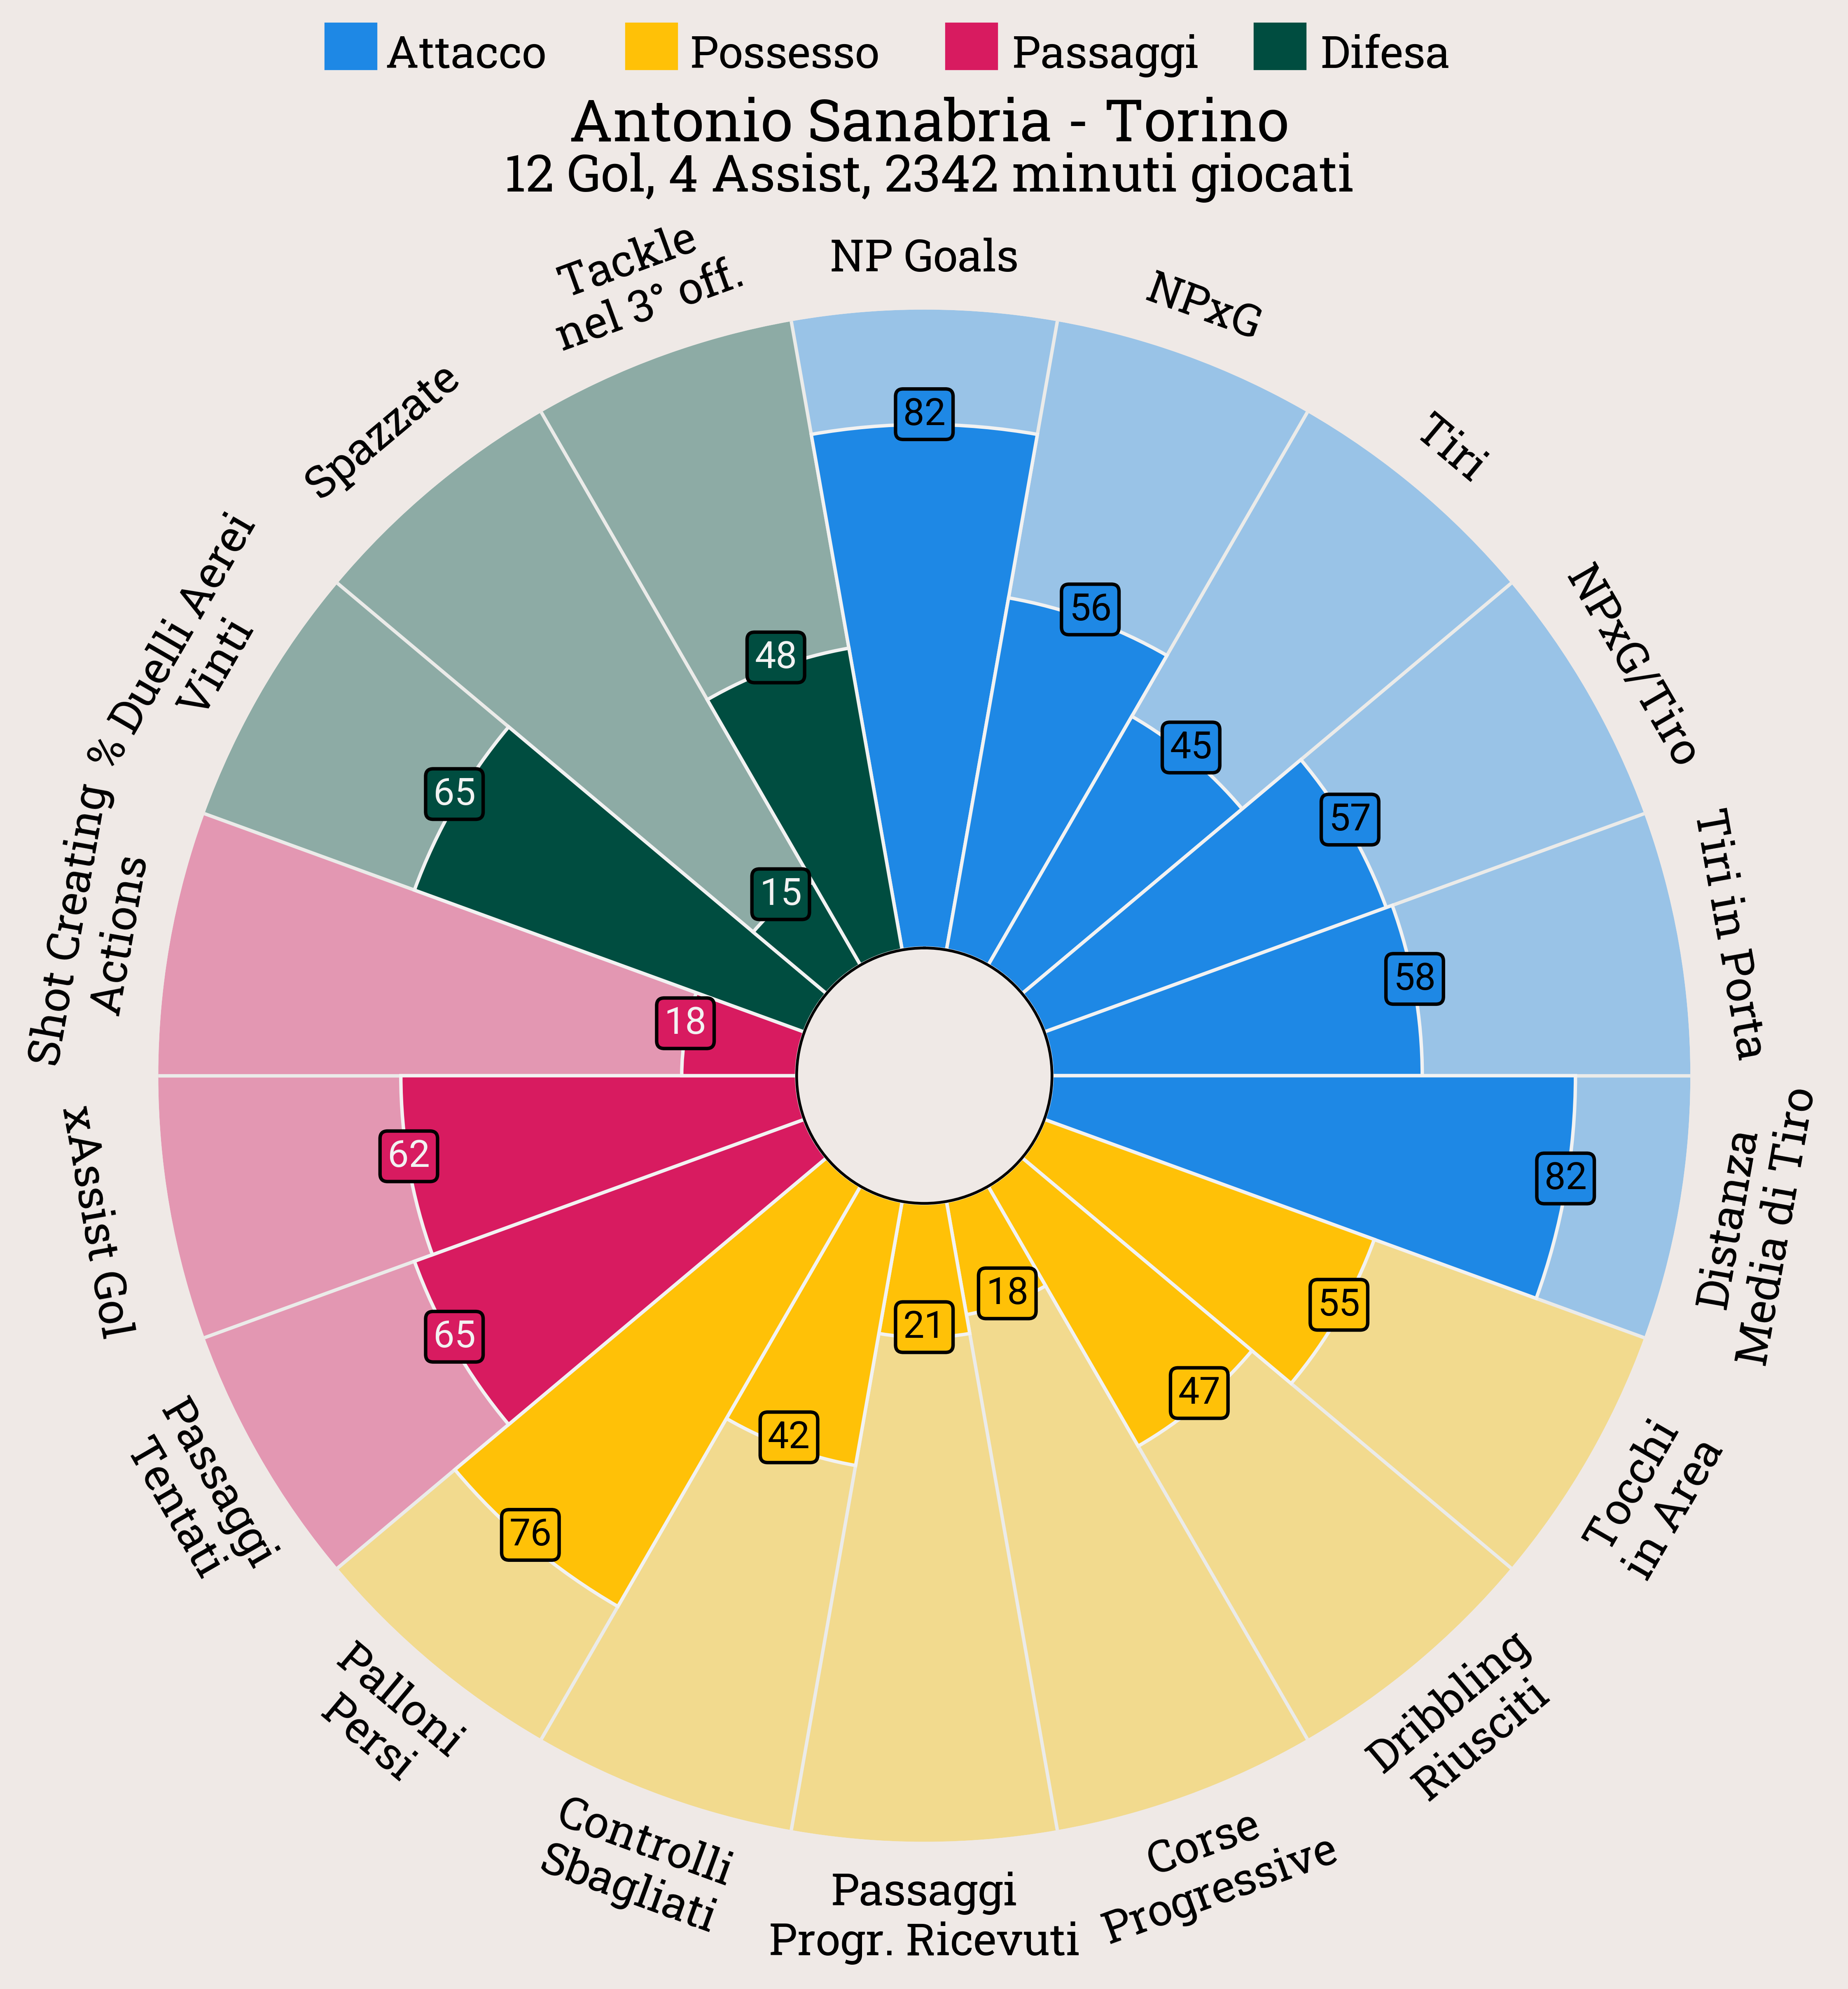 Attacco
Possesso
Passaggi
Difesa
Antonio Sanabria - Torino
12 Gol, 4 Assist, 2342 minuti giocati
NP Goals
82
NPxG
56
Tiri
45
NPxG/Tiro
57
Tiri in Porta
58
Distanza
Media di Tiro
82
Tocchi
in Area
55
Dribbling
Riusciti
47
Corse
Progressive
18
Passaggi
Progr. Ricevuti
21
Controlli
Sbagliati
42
Palloni
Persi
76
Passaggi
Tentati
65
xAssist Gol
62
Shot Creating
Actions
18
% Duelli Aerei
Vinti
65
Spazzate
15
Tackle
nel 3° off.
48